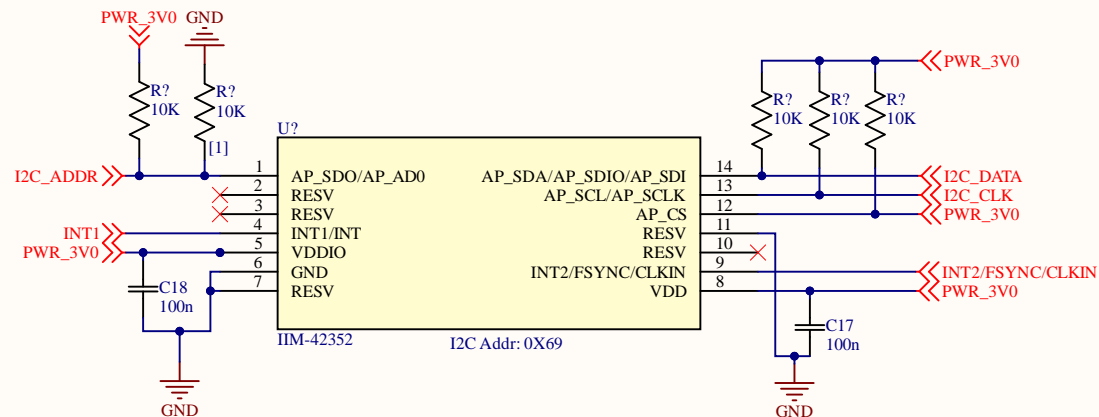 PWR_3V0
GND
PWR_3V0
R?
10K
R?
10K
[1]
R?
10K
R?
10K
R?
10K
U?
I2C_ADDR
1
AP_SDO/AP_AD0
AP_SDA/AP_SDIO/AP_SDI
14
I2C_DATA
2
RESV
AP_SCL/AP_SCLK
13
I2C_CLK
3
RESV
AP_CS
12
PWR_3V0
INT1
4
INT1/INT
RESV
11
PWR_3V0
5
VDDIO
RESV
10
6
GND
INT2/FSYNC/CLKIN
9
INT2/FSYNC/CLKIN
7
RESV
VDD
8
PWR_3V0
C18
100n
C17
100n
IIM-42352
I2C Addr: 0X69
GND
GND